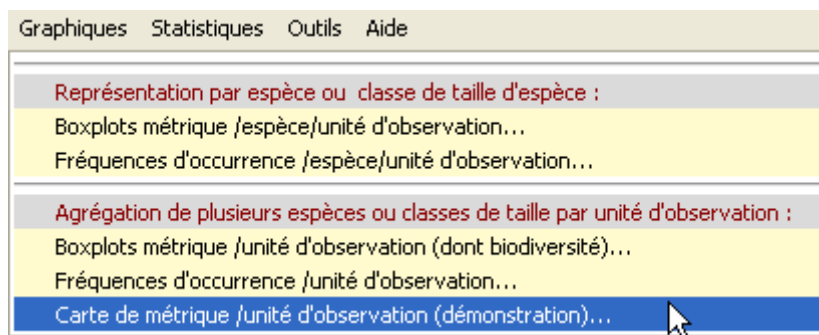 Graphiques Statistiques Outils Aide
Représentation par espèce ou classe de taille d'espèce :
Boxplots métrique /espèce/unité d'observation...
Fréquences d'occurrence /espèce/unité d'observation...
Agrégation de plusieurs espèces ou classes de taille par unité d'observation :
Boxplots métrique /unité d'observation (dont biodiversité)...
Fréquences d'occurrence /unité d'observation...
Carte de métrique /unité d'observation (démonstration)...